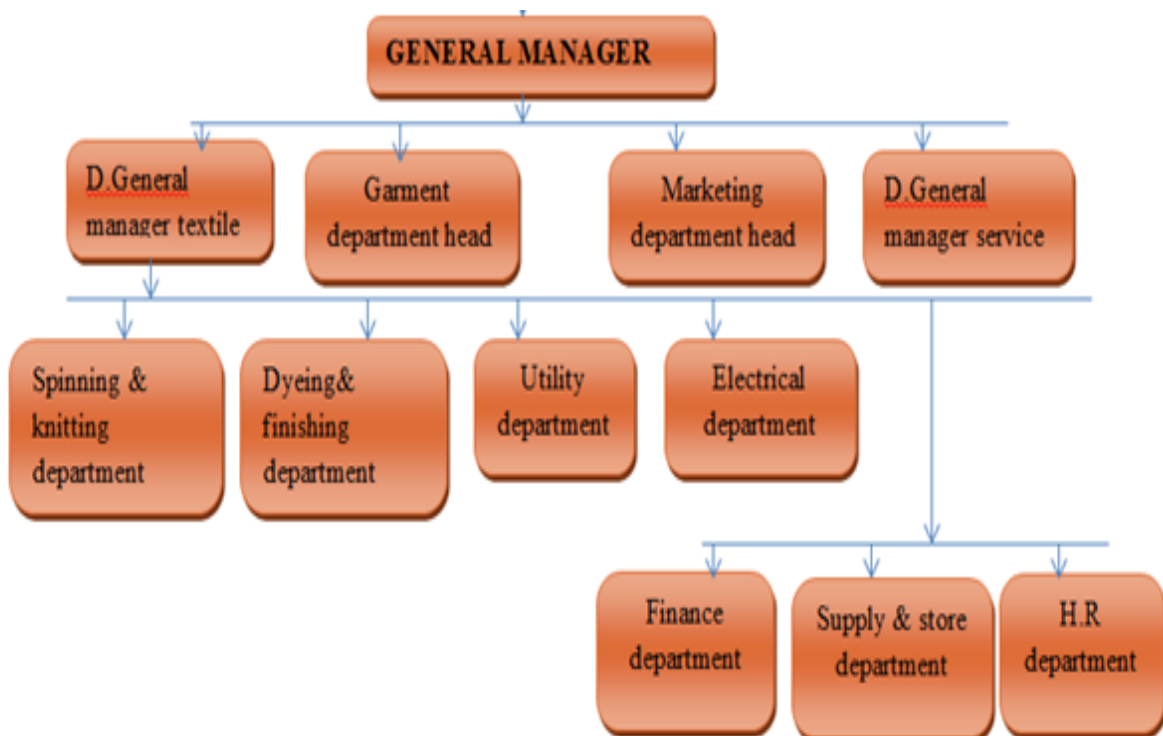 GENERAL MANAGER
D.General
manager textile
Garment
department head
Marketing
department head
D.General
manager service
Spinning &
knitting
department
Dyeing&
finishing
department
Utility
department
Electrical
department
Finance
department
Supply & store
department
H.R
department